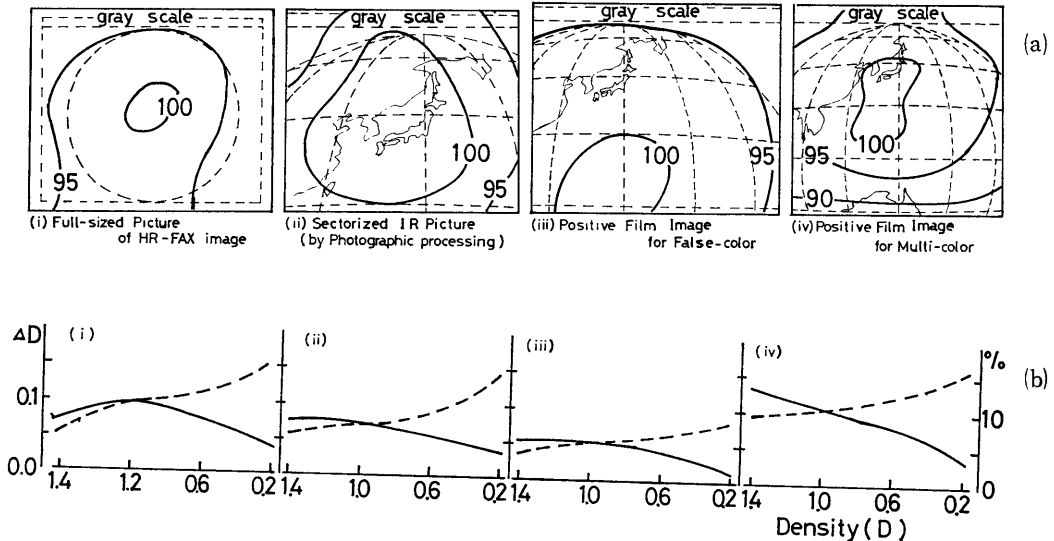 gray scale
100
95
(i) Full-sized Picture
of HR-FAX image
gray scale
100
95
(ii) Sectorized IR Picture
(by Photographic processing)
gray scale
100
95
(iii) Positive Film Image
for False-color
gray scale
100
95
90
(iv) Positive Film Image
for Multi-color
(a)
ΔD
0.1
0.0
(i)
1.4 1.2 0.6 0.2
(ii)
1.4 1.0 0.6 0.2
(iii)
1.4 1.0 0.6 0.2
(iv)
1.4 1.0 0.6 0.2
%
10
0
(b)
Density (D)